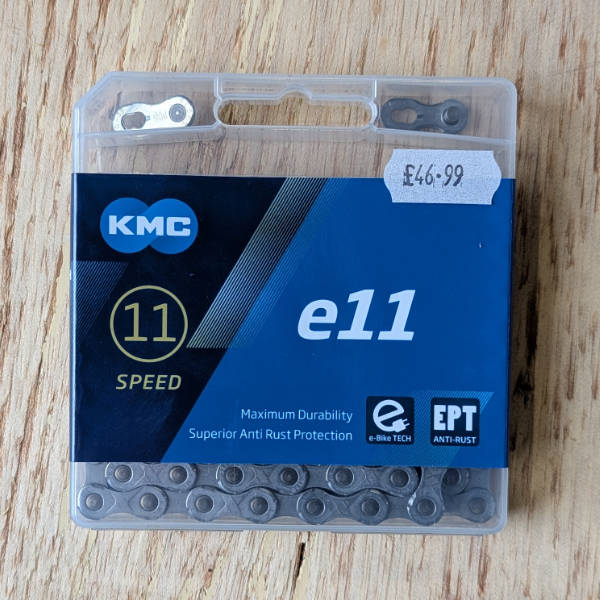 £46.99
KMC
11
SPEED
e11
Maximum Durability
Superior Anti Rust Protection
e-Bike TECH
EPT
ANTI-RUST